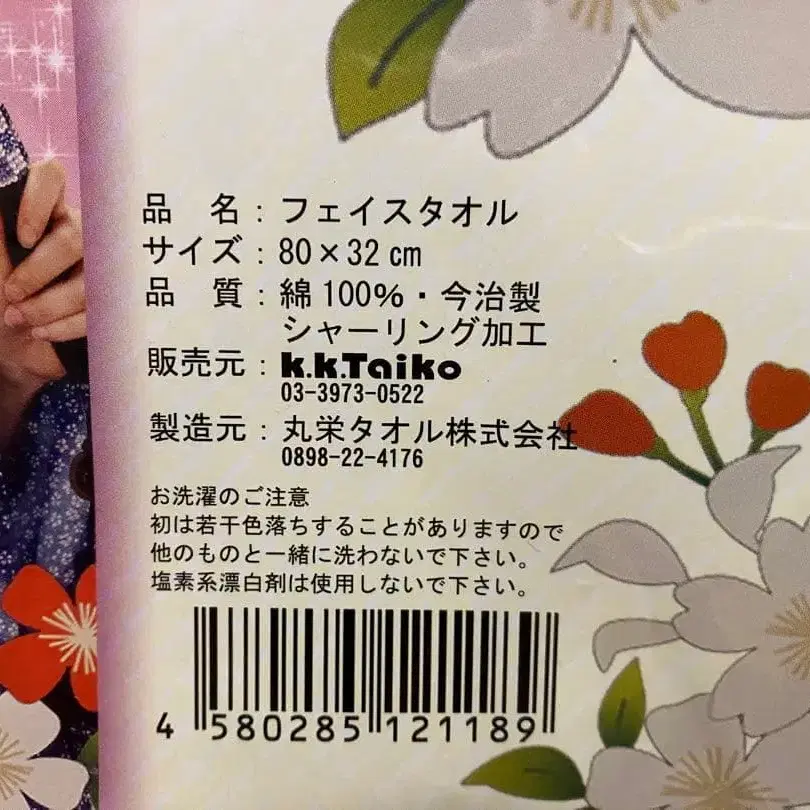 品 名：フェイスタオル
サイズ：80×32㎝
品 質：綿100％・今治製
シャーリング加工
販売元：k.k.Taiko
03-3973-0522
製造元：丸栄タオル株式会社
0898-22-4176
お洗濯のご注意
初は若干色落ちすることがありますので
他のものと一緒に洗わないで下さい。
塩素系漂白剤は使用しないで下さい。
4 580285 121189